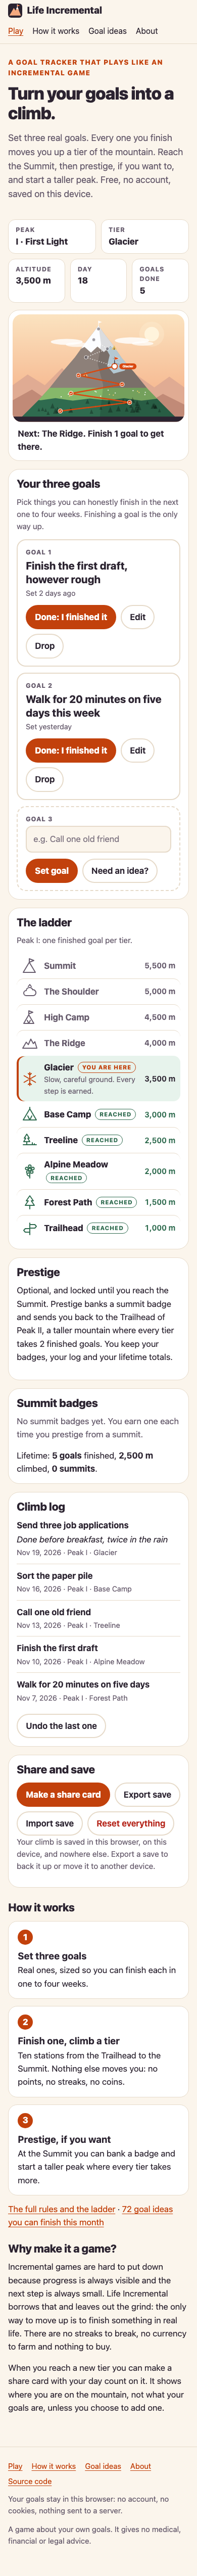 Life Incremental
Play How it works Goal ideas About
A GOAL TRACKER THAT PLAYS LIKE AN
INCREMENTAL GAME
Turn your goals into a
climb.
Set three real goals. Every one you finish
moves you up a tier of the mountain. Reach
the Summit, then prestige, if you want to,
and start a taller peak. Free, no account,
saved on this device.
PEAK
I · First Light
TIER
Glacier
ALTITUDE
3,500 m
DAY
18
GOALS
DONE
5
Next: The Ridge. Finish 1 goal to get
there.
Your three goals
Pick things you can honestly finish in the next
one to four weeks. Finishing a goal is the only
way up.
GOAL 1
Finish the first draft,
however rough
Set 2 days ago
Done: I finished it Edit
Drop
GOAL 2
Walk for 20 minutes on five
days this week
Set yesterday
Done: I finished it Edit
Drop
GOAL 3
e.g. Call one old friend
Set goal Need an idea?
The ladder
Peak I: one finished goal per tier.
Summit 5,500 m
The Shoulder 5,000 m
High Camp 4,500 m
The Ridge 4,000 m
Glacier YOU ARE HERE
Slow, careful ground. Every
step is earned.
3,500 m
Base Camp REACHED 3,000 m
Treeline REACHED 2,500 m
Alpine Meadow
REACHED
2,000 m
Forest Path REACHED 1,500 m
Trailhead REACHED 1,000 m
Prestige
Optional, and locked until you reach the
Summit. Prestige banks a summit badge
and sends you back to the Trailhead of
Peak II, a taller mountain where every tier
takes 2 finished goals. You keep your
badges, your log and your lifetime totals.
Summit badges
No summit badges yet. You earn one each
time you prestige from a summit.
Lifetime: 5 goals finished, 2,500 m
climbed, 0 summits.
Climb log
Send three job applications
Done before breakfast, twice in the rain
Nov 19, 2026 · Peak I · Glacier
Sort the paper pile
Nov 16, 2026 · Peak I · Base Camp
Call one old friend
Nov 13, 2026 · Peak I · Treeline
Finish the first draft
Nov 10, 2026 · Peak I · Alpine Meadow
Walk for 20 minutes on five days
Nov 7, 2026 · Peak I · Forest Path
Undo the last one
Share and save
Make a share card Export save
Import save Reset everything
Your climb is saved in this browser, on this
device, and nowhere else. Export a save to
back it up or move it to another device.
How it works
1
Set three goals
Real ones, sized so you can finish each in
one to four weeks.
2
Finish one, climb a tier
Ten stations from the Trailhead to the
Summit. Nothing else moves you: no
points, no streaks, no coins.
3
Prestige, if you want
At the Summit you can bank a badge and
start a taller peak where every tier takes
more.
The full rules and the ladder · 72 goal ideas
you can finish this month
Why make it a game?
Incremental games are hard to put down
because progress is always visible and the
next step is always small. Life Incremental
borrows that and leaves out the grind: the only
way to move up is to finish something in real
life. There are no streaks to break, no currency
to farm and nothing to buy.
When you reach a new tier you can make a
share card with your day count on it. It shows
where you are on the mountain, not what your
goals are, unless you choose to add one.
Play How it works Goal ideas About
Source code
Your goals stay in this browser: no account, no
cookies, nothing sent to a server.
A game about your own goals. It gives no medical,
financial or legal advice.